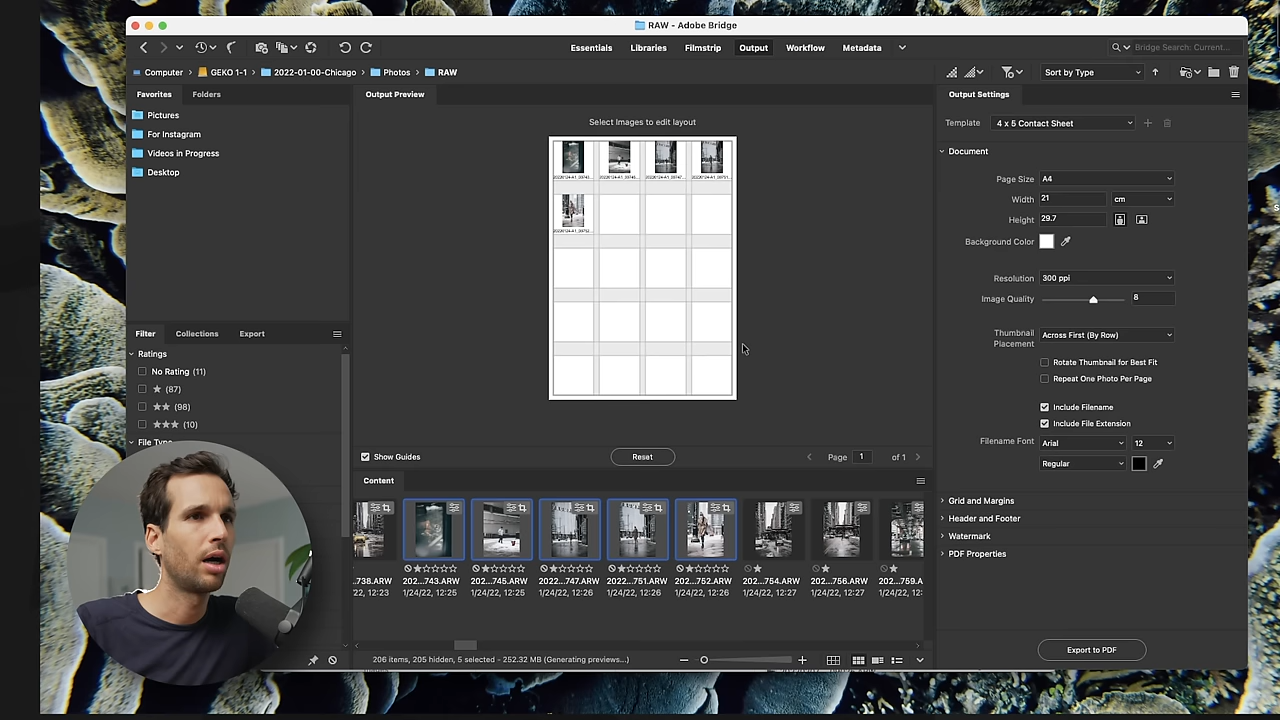 RAW - Adobe Bridge
Essentials Libraries Filmstrip Output Workflow Metadata
Bridge Search: Current...
Computer GEKO 1-1 2022-01-00-Chicago Photos RAW
Sort by Type
Favorites Folders
Pictures
For Instagram
Videos in Progress
Desktop
Filter Collections Export
Ratings
No Rating (11)
(87)
(98)
(10)
File Typ
Output Preview
Select Images to edit layout
Show Guides
Reset
Page 1 of 1
Content
.738.ARW 202...743.ARW 202...745.ARW 2022...747.ARW 2022...751.ARW 202...752.ARW 202...754.ARW 202...756.ARW 202...759.A
22, 12:23 1/24/22, 12:25 1/24/22, 12:25 1/24/22, 12:26 1/24/22, 12:26 1/24/22, 12:26 1/24/22, 12:27 1/24/22, 12:27 1/24/22, 12:
206 items, 205 hidden, 5 selected - 252.32 MB (Generating previews...)
Output Settings
Template 4 x 5 Contact Sheet
Document
Page Size A4
Width 21 cm
Height 29.7
Background Color
Resolution 300 ppi
Image Quality 8
Thumbnail
Placement
Across First (By Row)
Rotate Thumbnail for Best Fit
Repeat One Photo Per Page
Include Filename
Include File Extension
Filename Font Arial 12
Regular
Grid and Margins
Header and Footer
Watermark
PDF Properties
Export to PDF